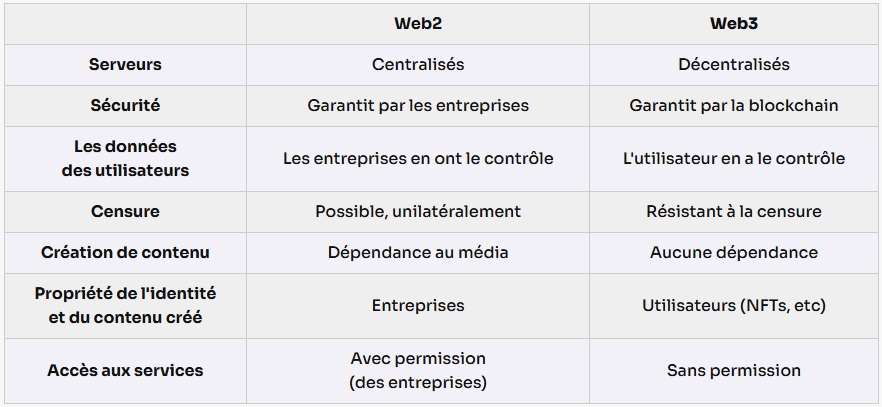 Web2 Web3
Serveurs Centralisés Décentralisés
Sécurité Garantit par les entreprises Garantit par la blockchain
Les données
des utilisateurs Les entreprises en ont le contrôle L'utilisateur en a le contrôle
Censure Possible, unilatéralement Résistant à la censure
Création de contenu Dépendance au média Aucune dépendance
Propriété de l'identité
et du contenu créé Entreprises Utilisateurs (NFTs, etc)
Accès aux services Avec permission
(des entreprises) Sans permission